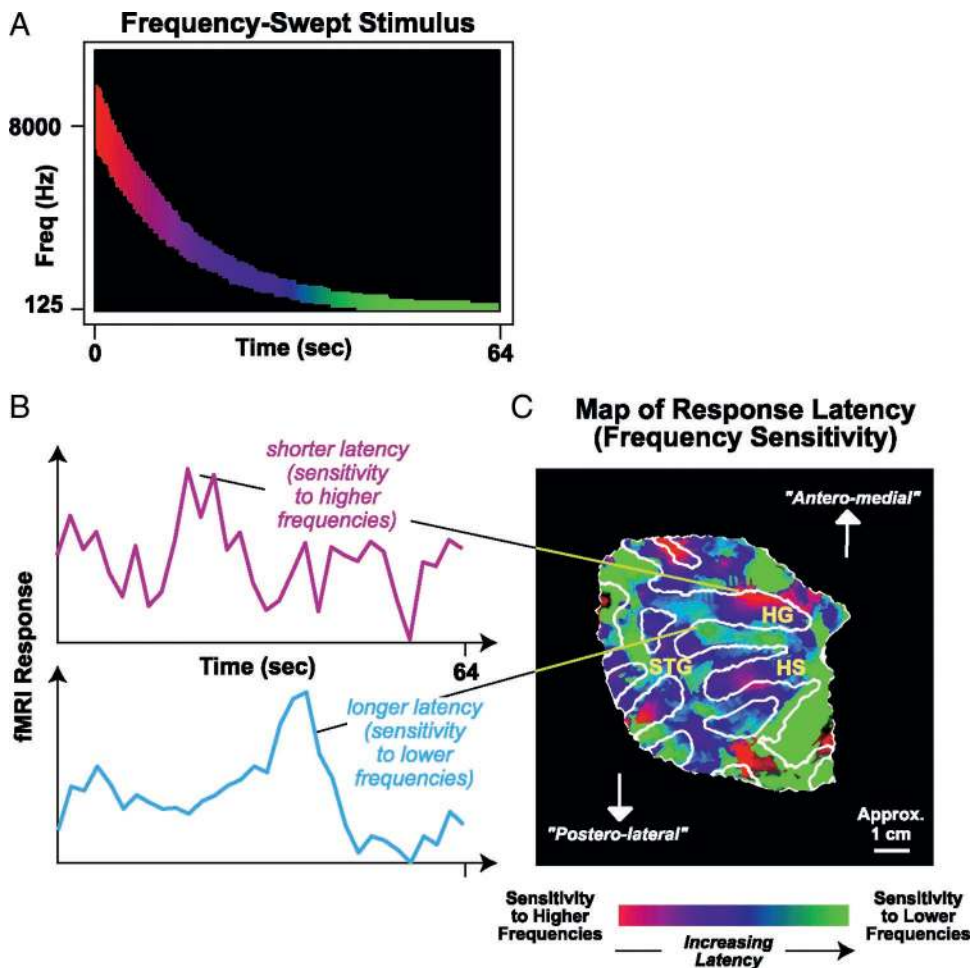 A
Frequency-Swept Stimulus
8000
Freq (Hz)
125
0
Time (sec)
64
B
shorter latency
(sensitivity
to higher
frequencies)
Time (sec)
64
fMRI Response
longer latency
(sensitivity
to lower
frequencies)
C
Map of Response Latency
(Frequency Sensitivity)
"Antero-medial"
HG
STG
HS
"Postero-lateral"
Approx.
1 cm
Sensitivity
to Higher
Frequencies
Increasing
Latency
Sensitivity
to Lower
Frequencies